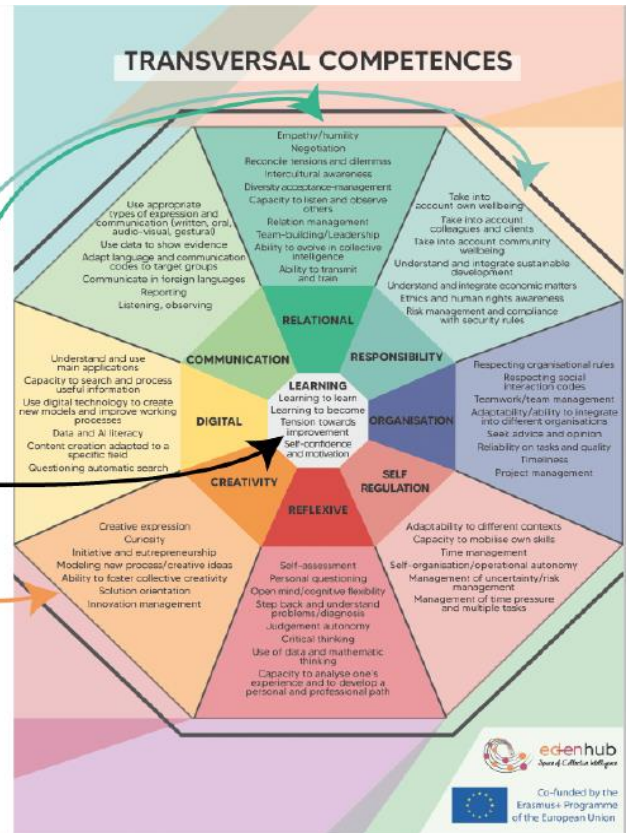 TRANSVERSAL COMPETENCES
Empathy/humility
Negotiation
Reconcile tensions and dilemmas
Intercultural awareness
Diversity acceptance-management
Capacity to listen and observe
others
Relation management
Team-building/Leadership
Ability to evolve in collective
intelligence
Ability to transmit
and train
RELATIONAL
Take into
account own wellbeing
Take into account
colleagues and clients
Take into account community
wellbeing
Understand and integrate sustainable
development
Understand and integrate economic matters
Ethics and human rights awareness
Risk management and compliance
with security rules
RESPONSIBILITY
Respecting organisational rules
Respecting social
interaction codes
Teamwork/team management
Adaptability/ability to integrate
into different organisations
Seek advice and opinion
Reliability on tasks and quality
Timeliness
Project management
ORGANISATION
Adaptability to different contexts
Capacity to mobilise own skills
Time management
Self-organisation/operational autonomy
Management of uncertainty/risk
management
Management of time pressure
and multiple tasks
SELF
REGULATION
REFLEXIVE
Self-assessment
Personal questioning
Open mind/cognitive flexibility
Step back and understand
problems/diagnosis
Judgement autonomy
Critical thinking
Use of data and mathematic
thinking
Capacity to analyse one's
experience and to develop a
personal and professional path
CREATIVITY
Creative expression
Curiosity
Initiative and eutrepreneurship
Modeling new process/creative ideas
Ability to foster collective creativity
Solution orientation
Innovation management
DIGITAL
Understand and use
main applications
Capacity to search and process
useful information
Use digital technology to create
new models and improve working
processes
Data and AI literacy
Content creation adapted to a
specific field
Questioning automatic search
COMMUNICATION
Use appropriate
types of expression and
communication (written, oral,
audio-visual, gestural)
Use data to show evidence
Adapt language and communication
codes to target groups
Communicate in foreign languages
Reporting
Listening, observing
LEARNING
Learning to learn
Learning to become
Tension towards
improvement
Self-confidence
and motivation
edenhub
Space of Collective Intelligence
Co-funded by the
Erasmus+ Programme
of the European Union